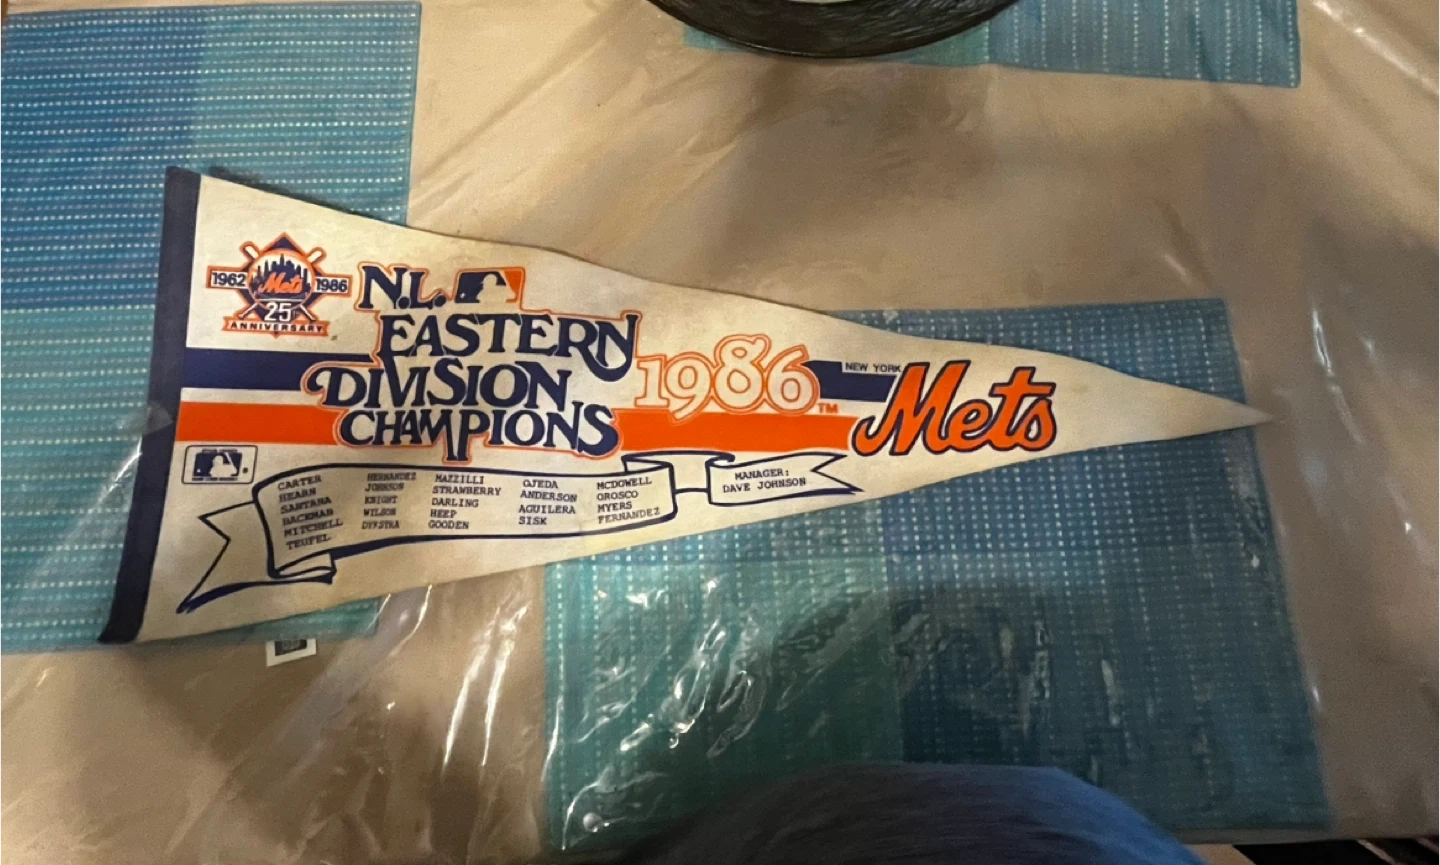 1962 Mets 1986
25
ANNIVERSARY
N.L.
EASTERN
DIVISION
CHAMPIONS
1986
TM
NEW YORK
Mets
CARTER
HEARN
SANTANA
BACKMAN
MITCHELL
TEUFEL
HERNANDEZ
JOHNSON
KNIGHT
WILSON
DYKSTRA
MAZZILLI
STRAWBERRY
DARLING
HEEP
GOODEN
OJEDA
ANDERSON
AGUILERA
SISK
MCDOWELL
OROSCO
MYERS
FERNANDEZ
MANAGER:
DAVE JOHNSON